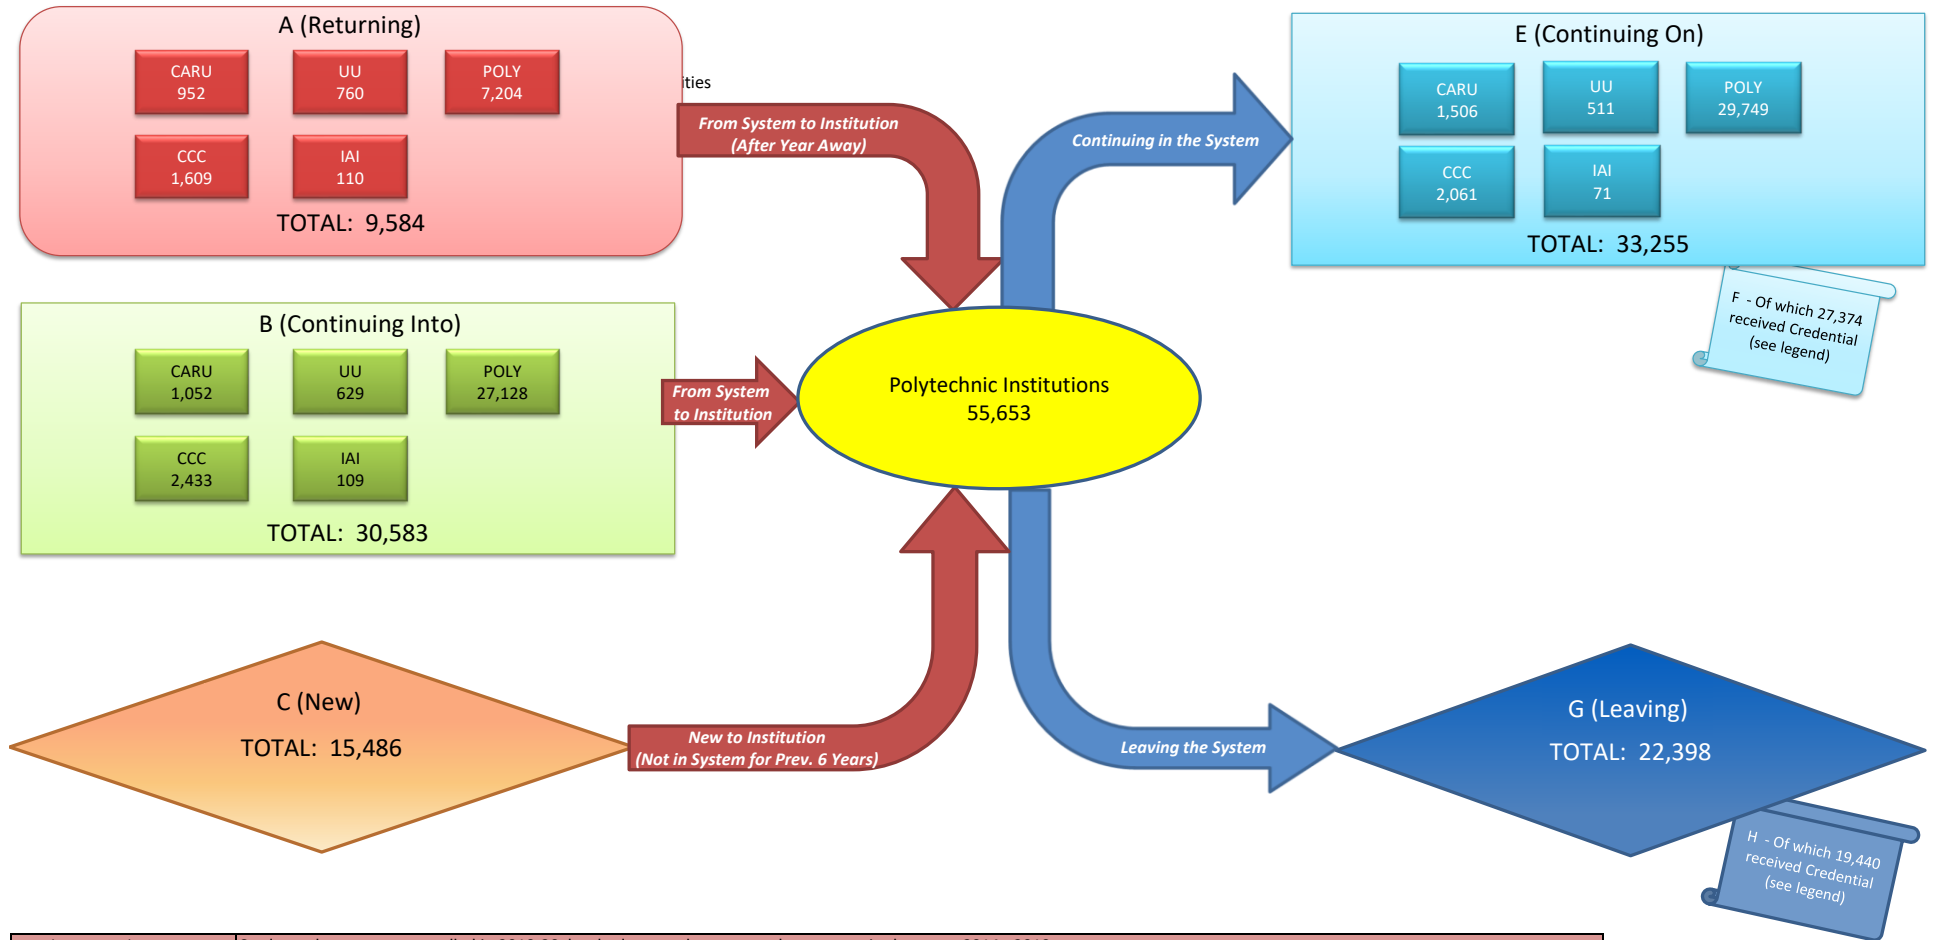 A (Returning)
CARU
952
UU
760
POLY
7,204
CCC
1,609
IAI
110
TOTAL: 9,584
ities
From System to Institution
(After Year Away)
Continuing in the System
E (Continuing On)
CARU
1,506
UU
511
POLY
29,749
CCC
2,061
IAI
71
TOTAL: 33,255
F - Of which 27,374
received Credential
(see legend)
B (Continuing Into)
CARU
1,052
UU
629
POLY
27,128
CCC
2,433
IAI
109
TOTAL: 30,583
From System
to Institution
Polytechnic Institutions
55,653
C (New)
TOTAL: 15,486
New to Institution
(Not in System for Prev. 6 Years)
Leaving the System
G (Leaving)
TOTAL: 22,398
H - Of which 19,440
received Credential
(see legend)